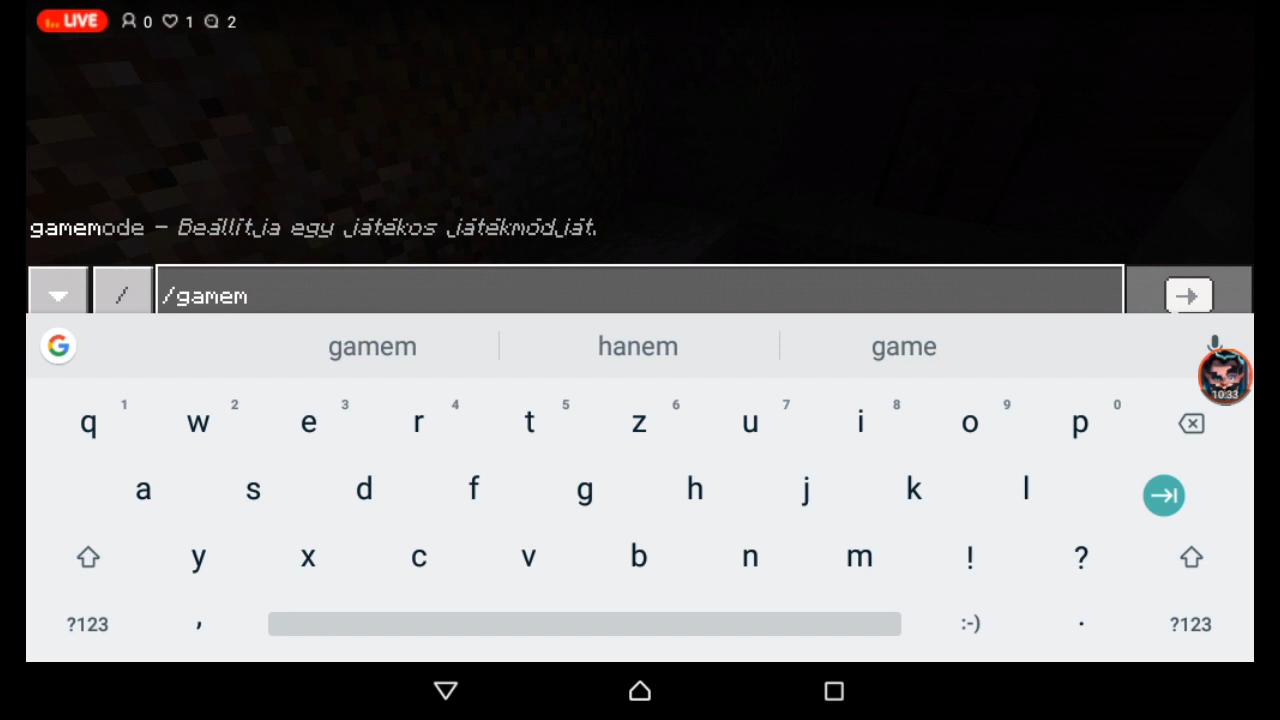 LIVE 0 1 2
gamemode - Beállítja egy játékos játékmódját.
/ /gamem
gamem hanem game
10:33
q 1 w 2 e 3 r 4 t 5 z 6 u 7 i 8 o 9 p 0
a s d f g h j k l
y x c v b n m ! ?
?123 , :-) . ?123